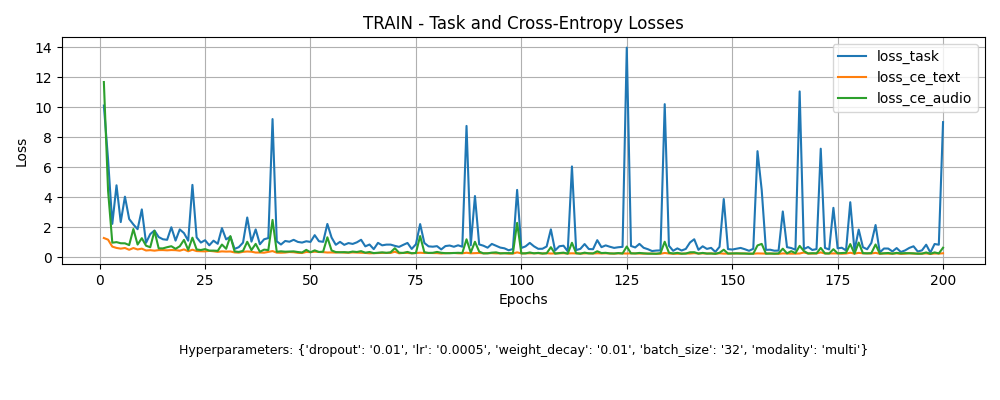 TRAIN - Task and Cross-Entropy Losses
14
12
10
8
6
4
2
0
Loss
loss_task
loss_ce_text
loss_ce_audio
0
25
50
75
100
125
150
175
200
Epochs
Hyperparameters: {'dropout': '0.01', 'lr': '0.0005', 'weight_decay': '0.01', 'batch_size': '32', 'modality': 'multi'}